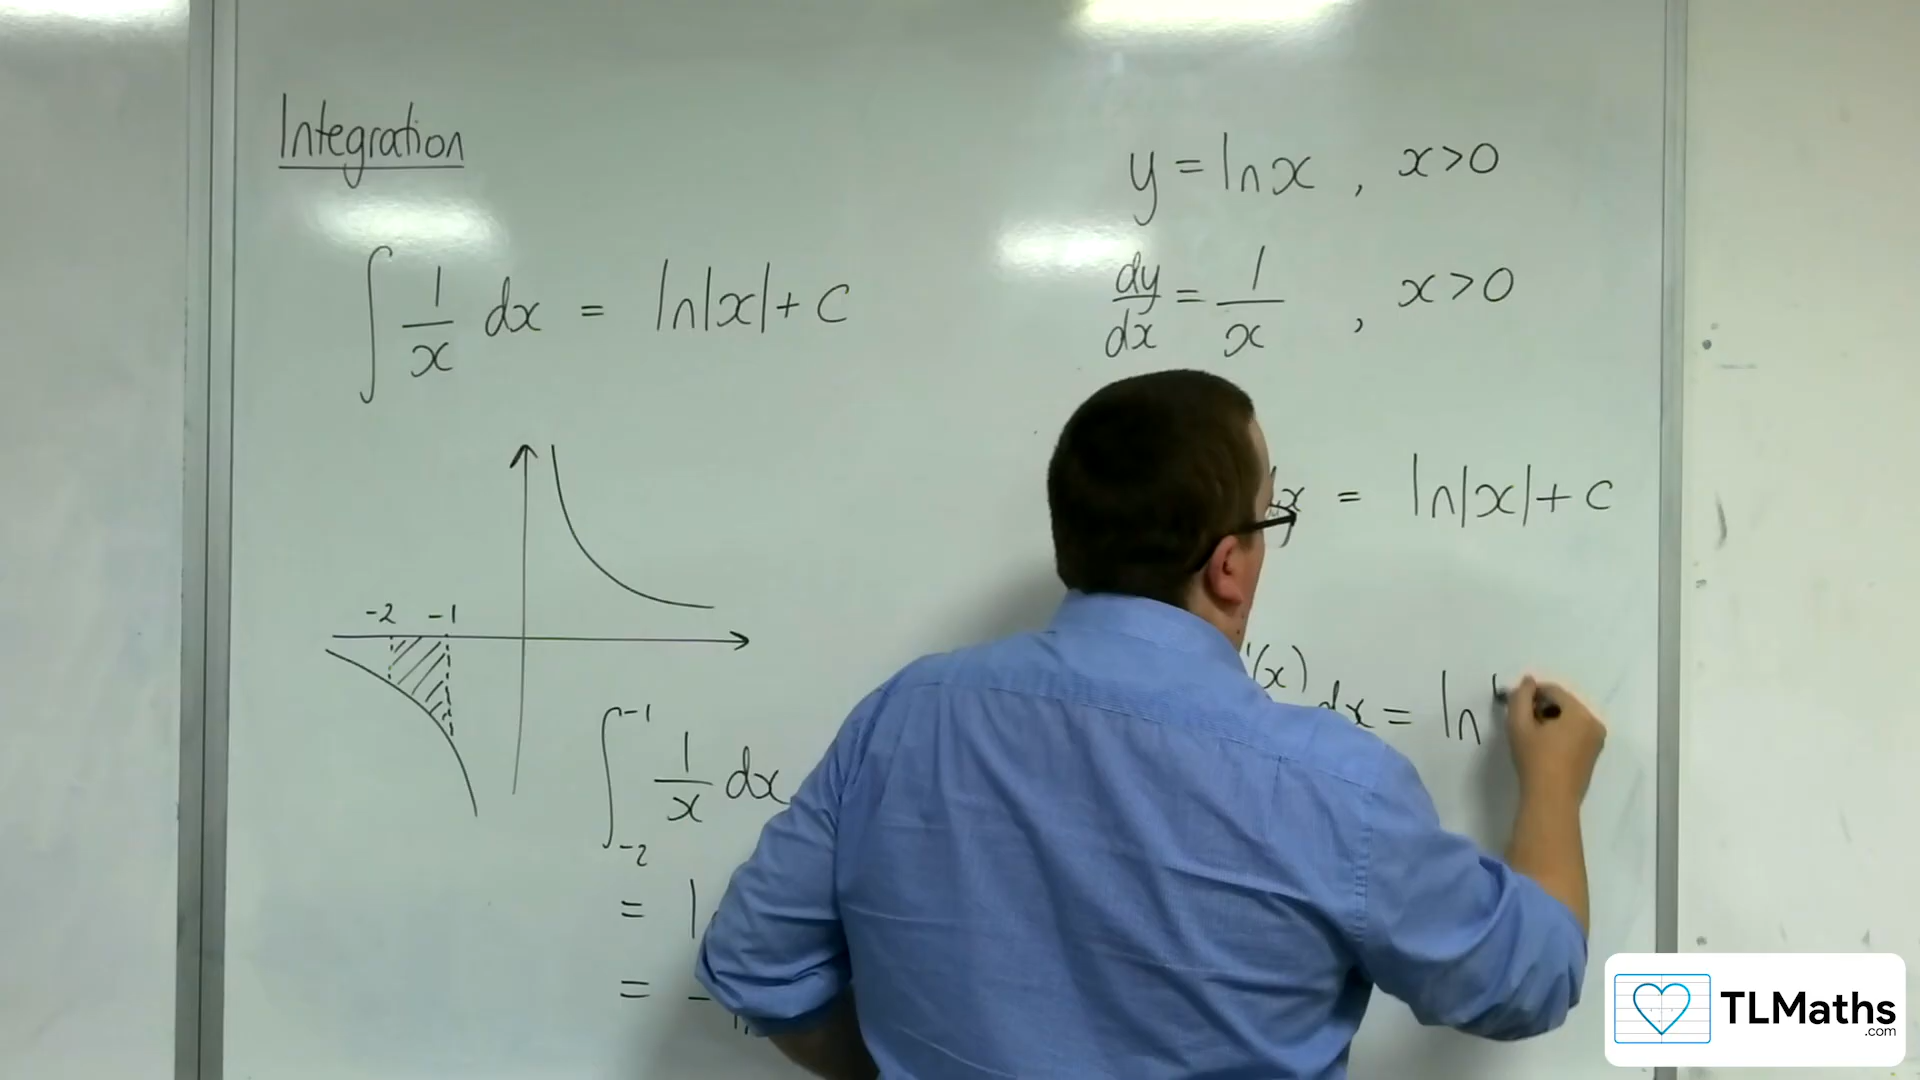 Integration
∫ 1/x dx = ln|x| + c
-2 -1
∫ -1 -2 1/x dx
=
= -
y = ln x , x>0
dy/dx = 1/x , x>0
dx = ln|x| + c
'(x) dx = ln
TLMaths
.com